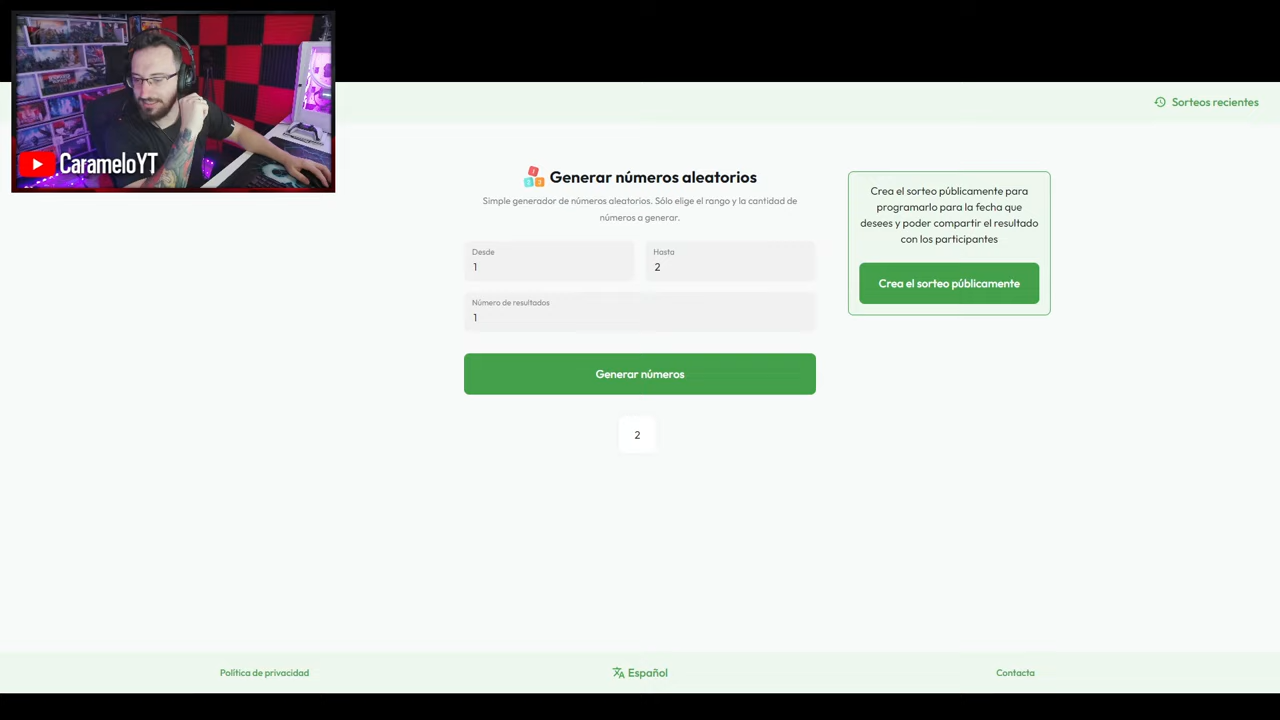 CarameloYT
Sorteos recientes
Generar números aleatorios
Simple generador de números aleatorios. Sólo elige el rango y la cantidad de
números a generar.
Desde
1
Hasta
2
Número de resultados
1
Generar números
2
Crea el sorteo públicamente para
programarlo para la fecha que
desees y poder compartir el resultado
con los participantes
Crea el sorteo públicamente
Política de privacidad
Español
Contacta